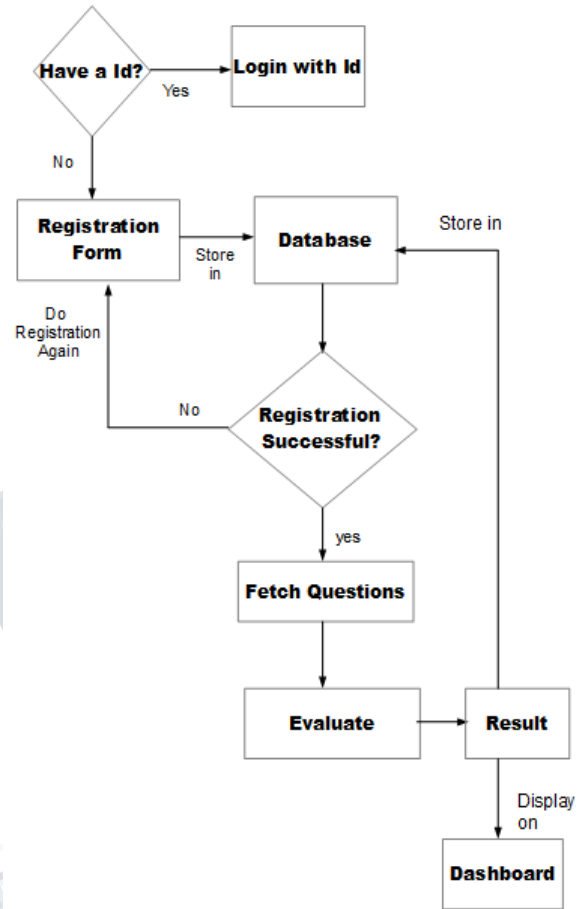 Have a Id?
Login with Id
Yes
No
Registration
Form
Store
in
Database
Store in
Do
Registration
Again
No
Registration
Successful?
yes
Fetch Questions
Evaluate
Result
Display
on
Dashboard